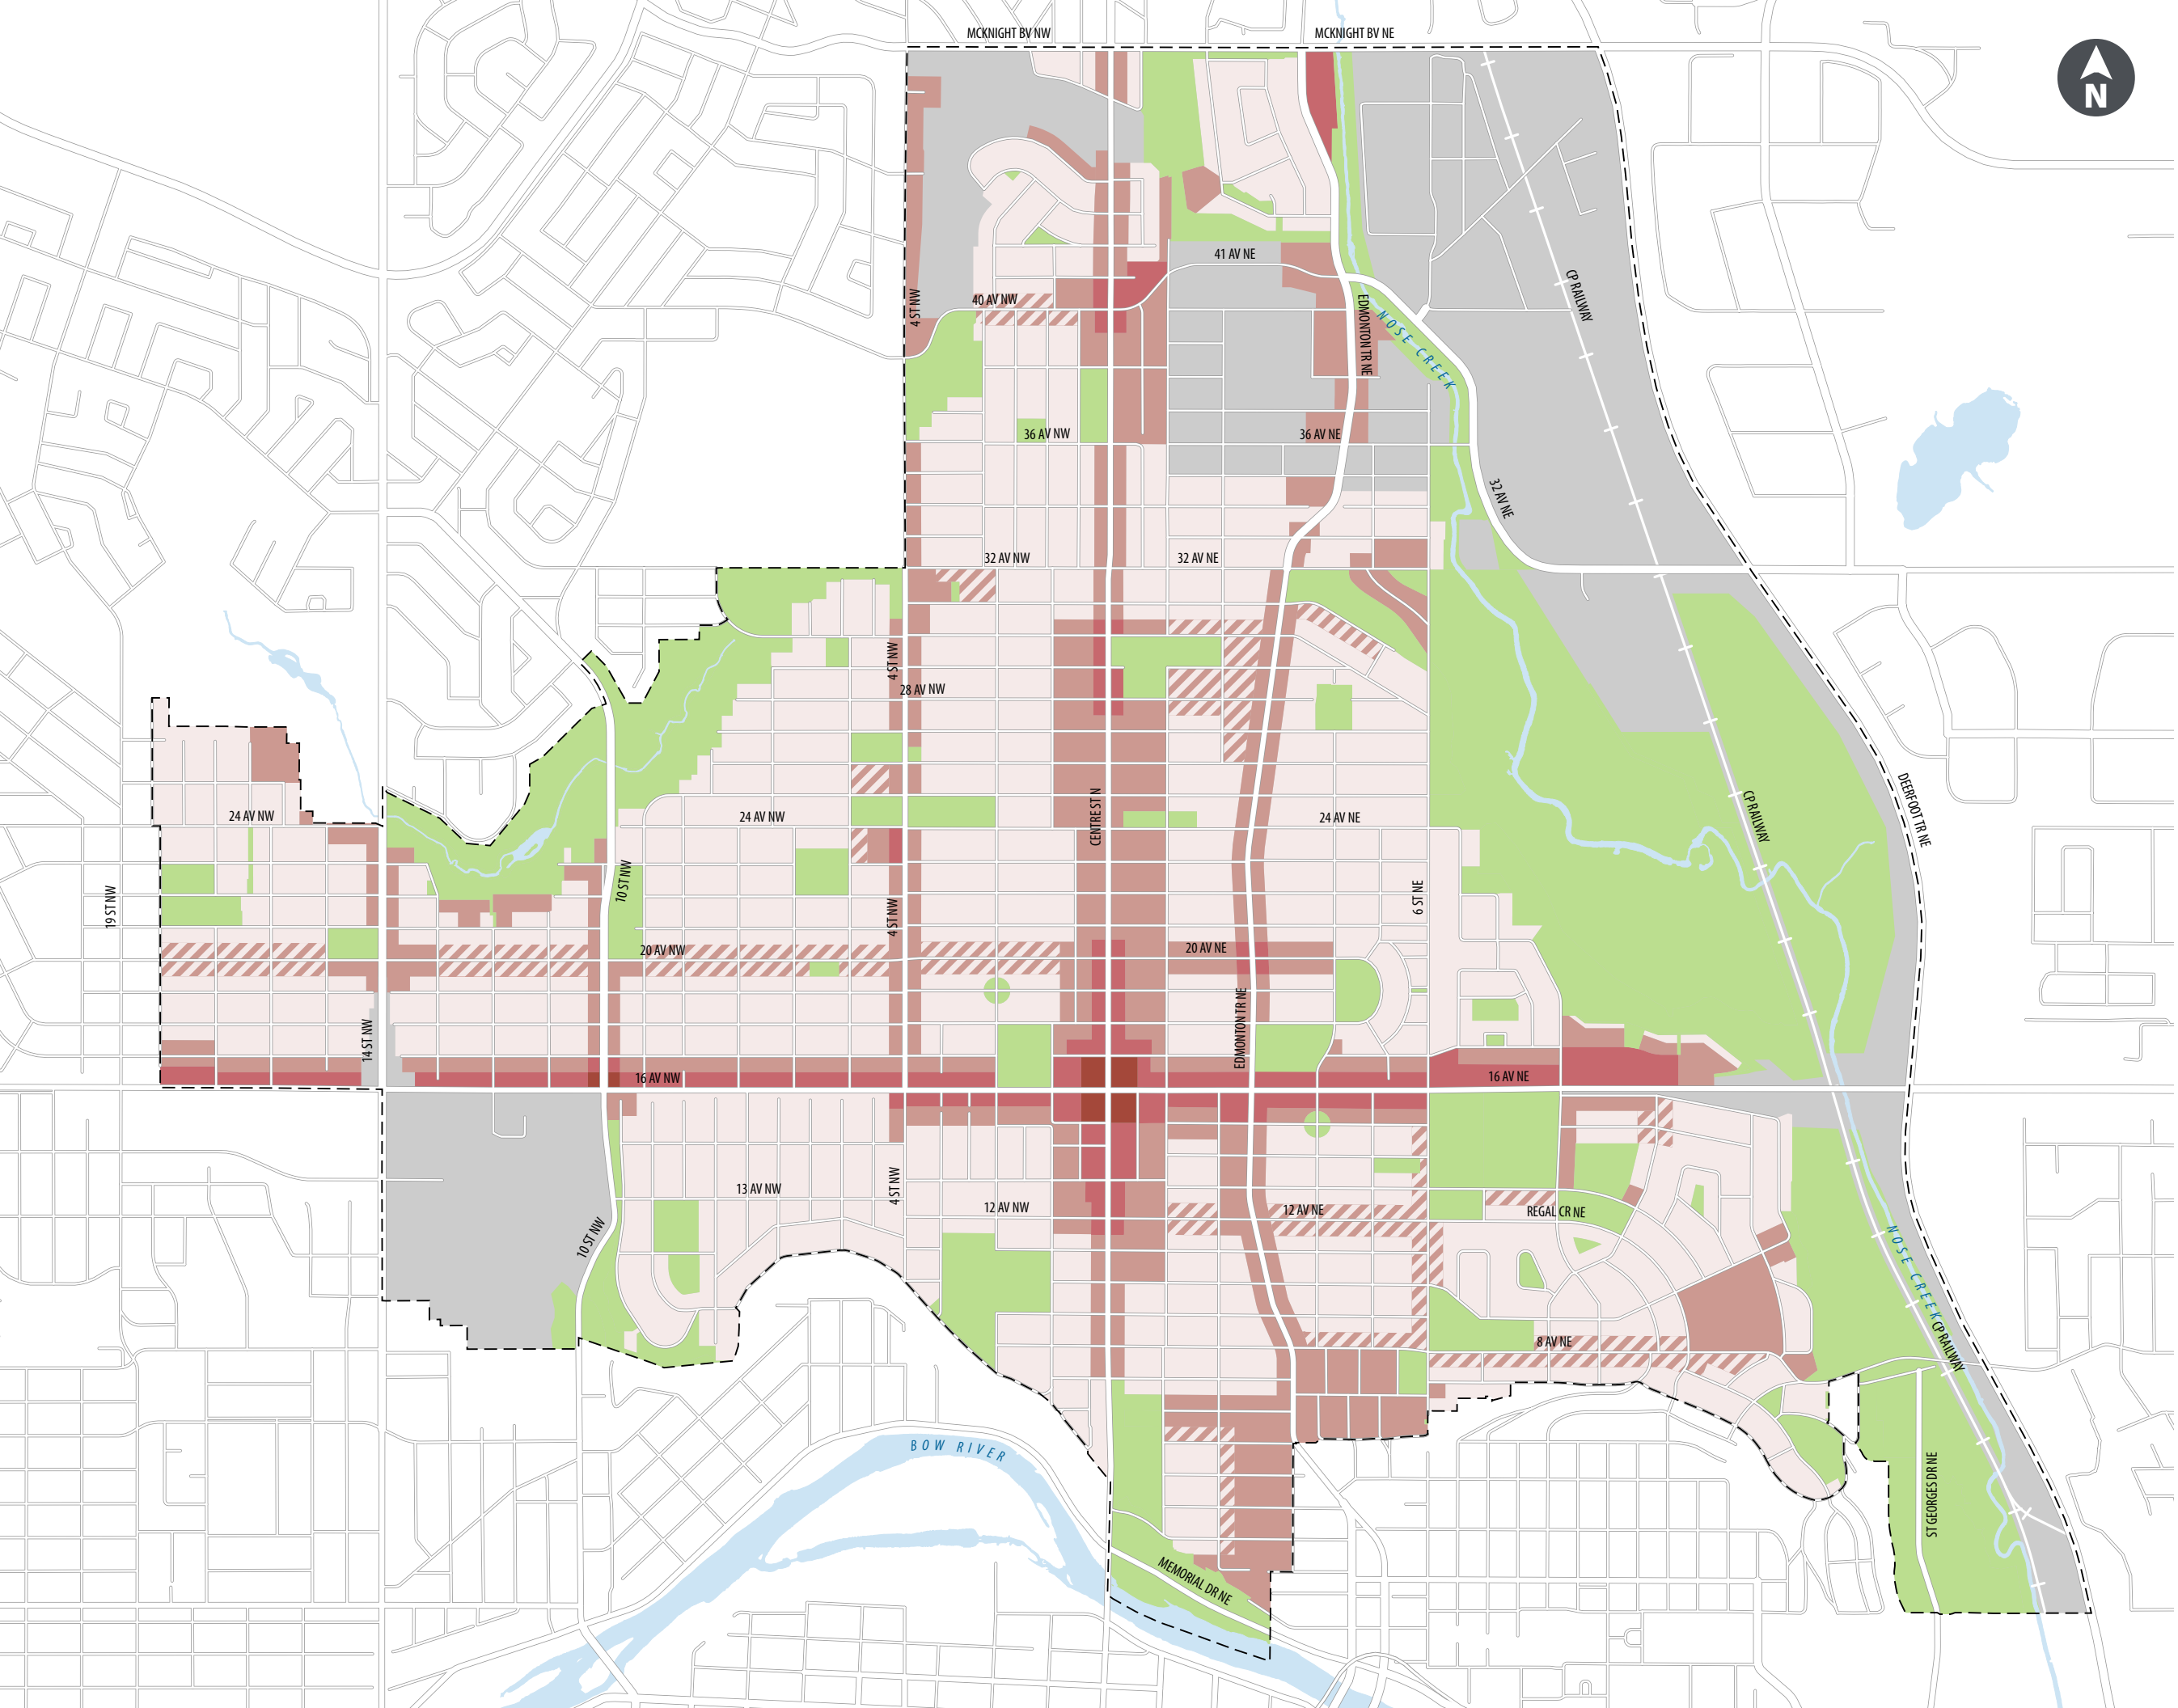 MCKNIGHT BV NW
MCKNIGHT BV NE
N
41 AV NE
CP RAILWAY
40 AV NW
4 ST NW
EDMONTON TR NE
NOSE CREEK
36 AV NW
36 AV NE
32 AV NE
32 AV NW
32 AV NE
4 ST NW
28 AV NW
24 AV NW
24 AV NW
CENTRE ST N
24 AV NE
CP RAILWAY
DEERFOOT TR NE
19 ST NW
10 ST NW
4 ST NW
6 ST NE
20 AV NW
20 AV NE
14 ST NW
EDMONTON TR NE
16 AV NW
16 AV NE
13 AV NW
4 ST NW
12 AV NW
12 AV NE
REGAL CR NE
10 ST NW
NOSE CREEK
8 AV NE
CP RAILWAY
BOW RIVER
ST GEORGES DR NE
MEMORIAL DR NE